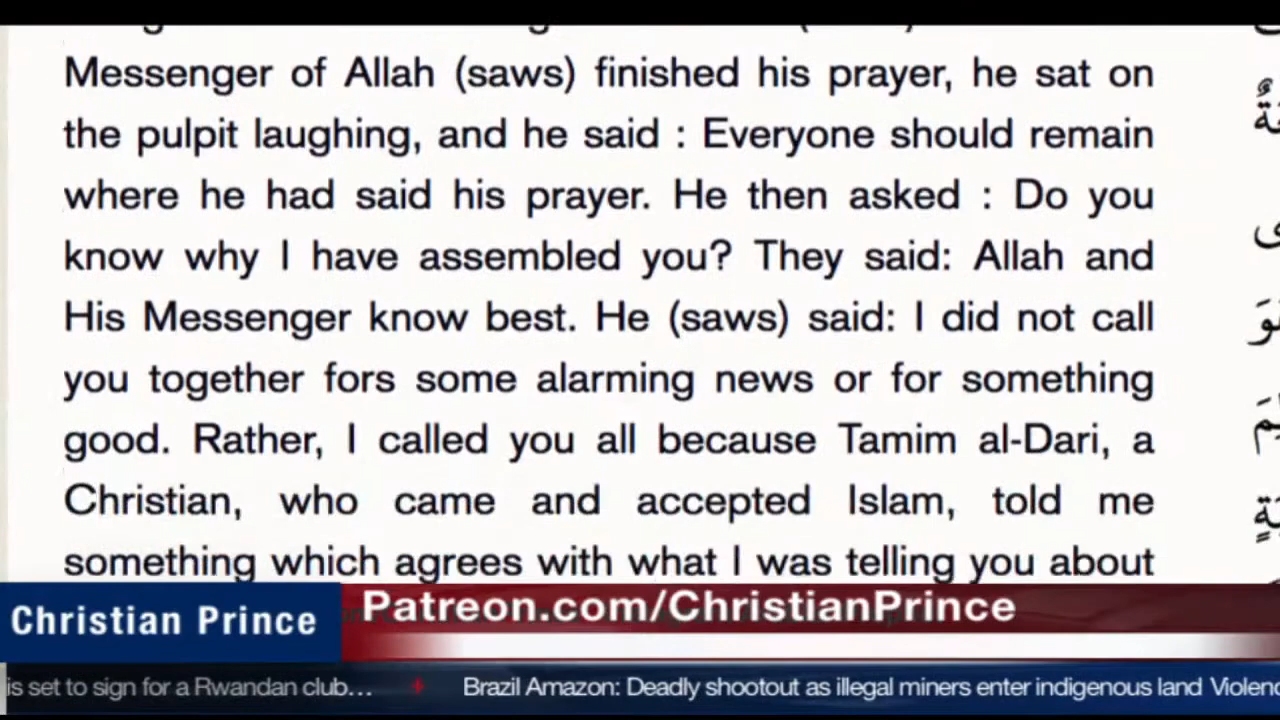 Messenger of Allah (saws) finished his prayer, he sat on
the pulpit laughing, and he said : Everyone should remain
where he had said his prayer. He then asked : Do you
know why I have assembled you? They said: Allah and
His Messenger know best. He (saws) said: I did not call
you together fors some alarming news or for something
good. Rather, I called you all because Tamim al-Dari, a
Christian, who came and accepted Islam, told me
something which agrees with what I was telling you about
Christian Prince
Patreon.com/ChristianPrince
is set to sign for a Rwandan club...
Brazil Amazon: Deadly shootout as illegal miners enter indigenous land